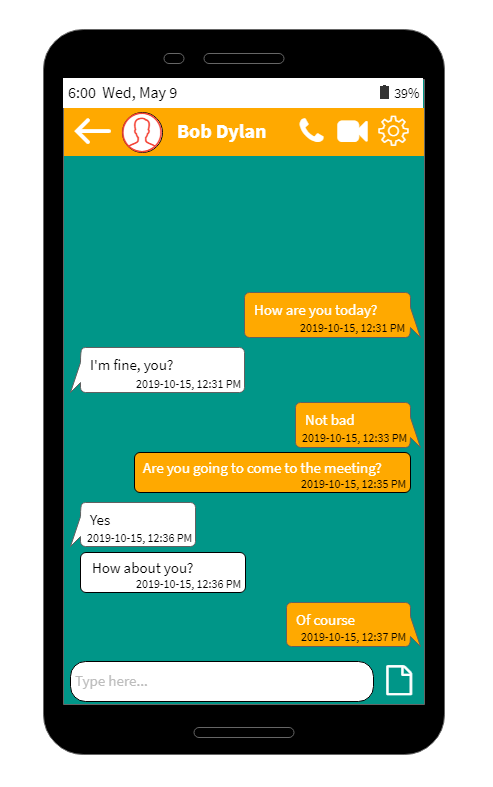 6:00 Wed, May 9 39%
Bob Dylan
How are you today?
2019-10-15, 12:31 PM
I'm fine, you?
2019-10-15, 12:31 PM
Not bad
2019-10-15, 12:33 PM
Are you going to come to the meeting?
2019-10-15, 12:35 PM
Yes
2019-10-15, 12:36 PM
How about you?
2019-10-15, 12:36 PM
Of course
2019-10-15, 12:37 PM
Type here...